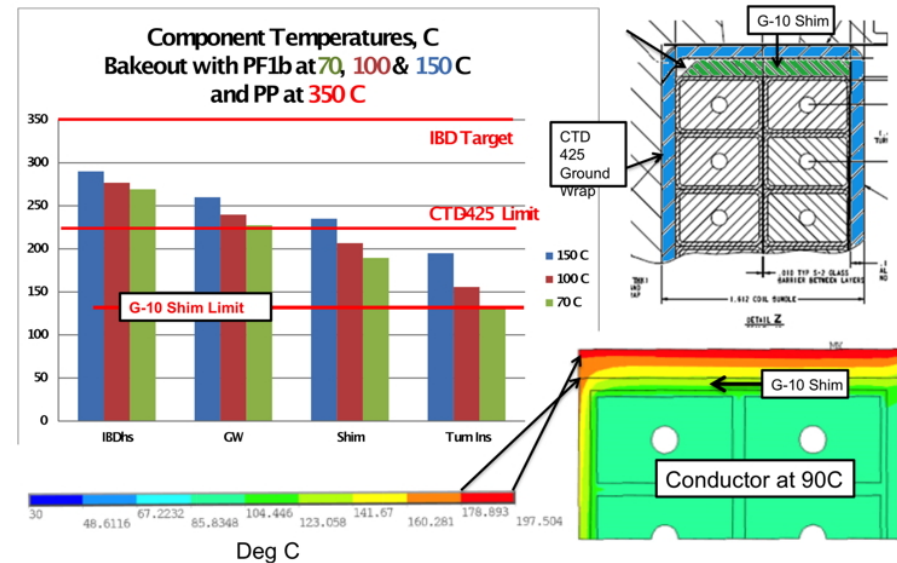 Component Temperatures, C
Bakeout with PF1b at 70, 100 & 150 C
and PP at 350 C
350
300
250
200
150
100
50
0
IBD Target
CTD-425 Limit
G-10 Shim Limit
150 C
100 C
70 C
IBDhs
GW
Shim
Turn Ins
G-10 Shim
CTD
425
Ground
Wrap
.010 TYP S-2 GLASS
BARRIER BETWEEN LAYERS
1.612 COIL BUNDLE
DETAIL Z
MX
G-10 Shim
Conductor at 90C
30
48.6116
67.2232
85.8348
104.446
123.058
141.67
160.281
178.893
197.504
Deg C